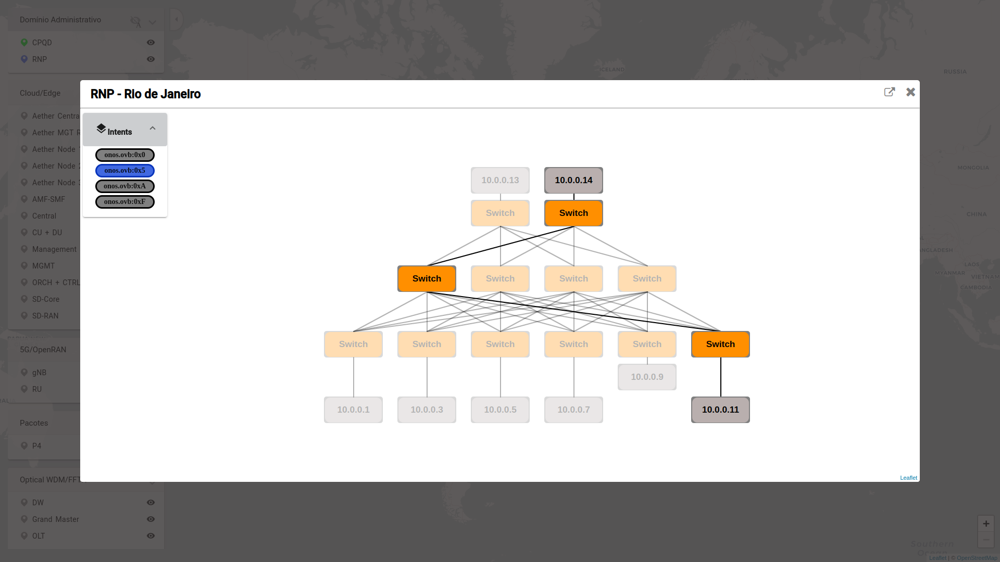 Domínio Administrativo
A
CPQD
RNP
Cloud/Edge
Aether Centra
Aether MGT R
Aether Node
Aether Node
Aether Node
AMF-SMF
Central
CU + DU
Management
MGMT
ORCH + CTRL
SD-Core
SD-RAN
5G/OpenRAN
gNB
RU
Pacotes
P4
Optical WDM/FFT
DW
Grand Master
OLT
RNP - Rio de Janeiro
Intents
onos.ovb:0x0
onos.ovb:0x5
onos.ovb:0xA
onos.ovb:0xF
10.0.0.13 10.0.0.14
Switch Switch
Switch Switch Switch Switch
Switch Switch Switch Switch Switch Switch
10.0.0.9
10.0.0.1 10.0.0.3 10.0.0.5 10.0.0.7 10.0.0.11
Leaflet
ICELAND
RUSSIA
MONGOLIA
CHINA
LAOS
MYANMAR
VIETNAM
CAMBODIA
Southern
Ocean
+
−
Leaflet | © OpenStreetMap